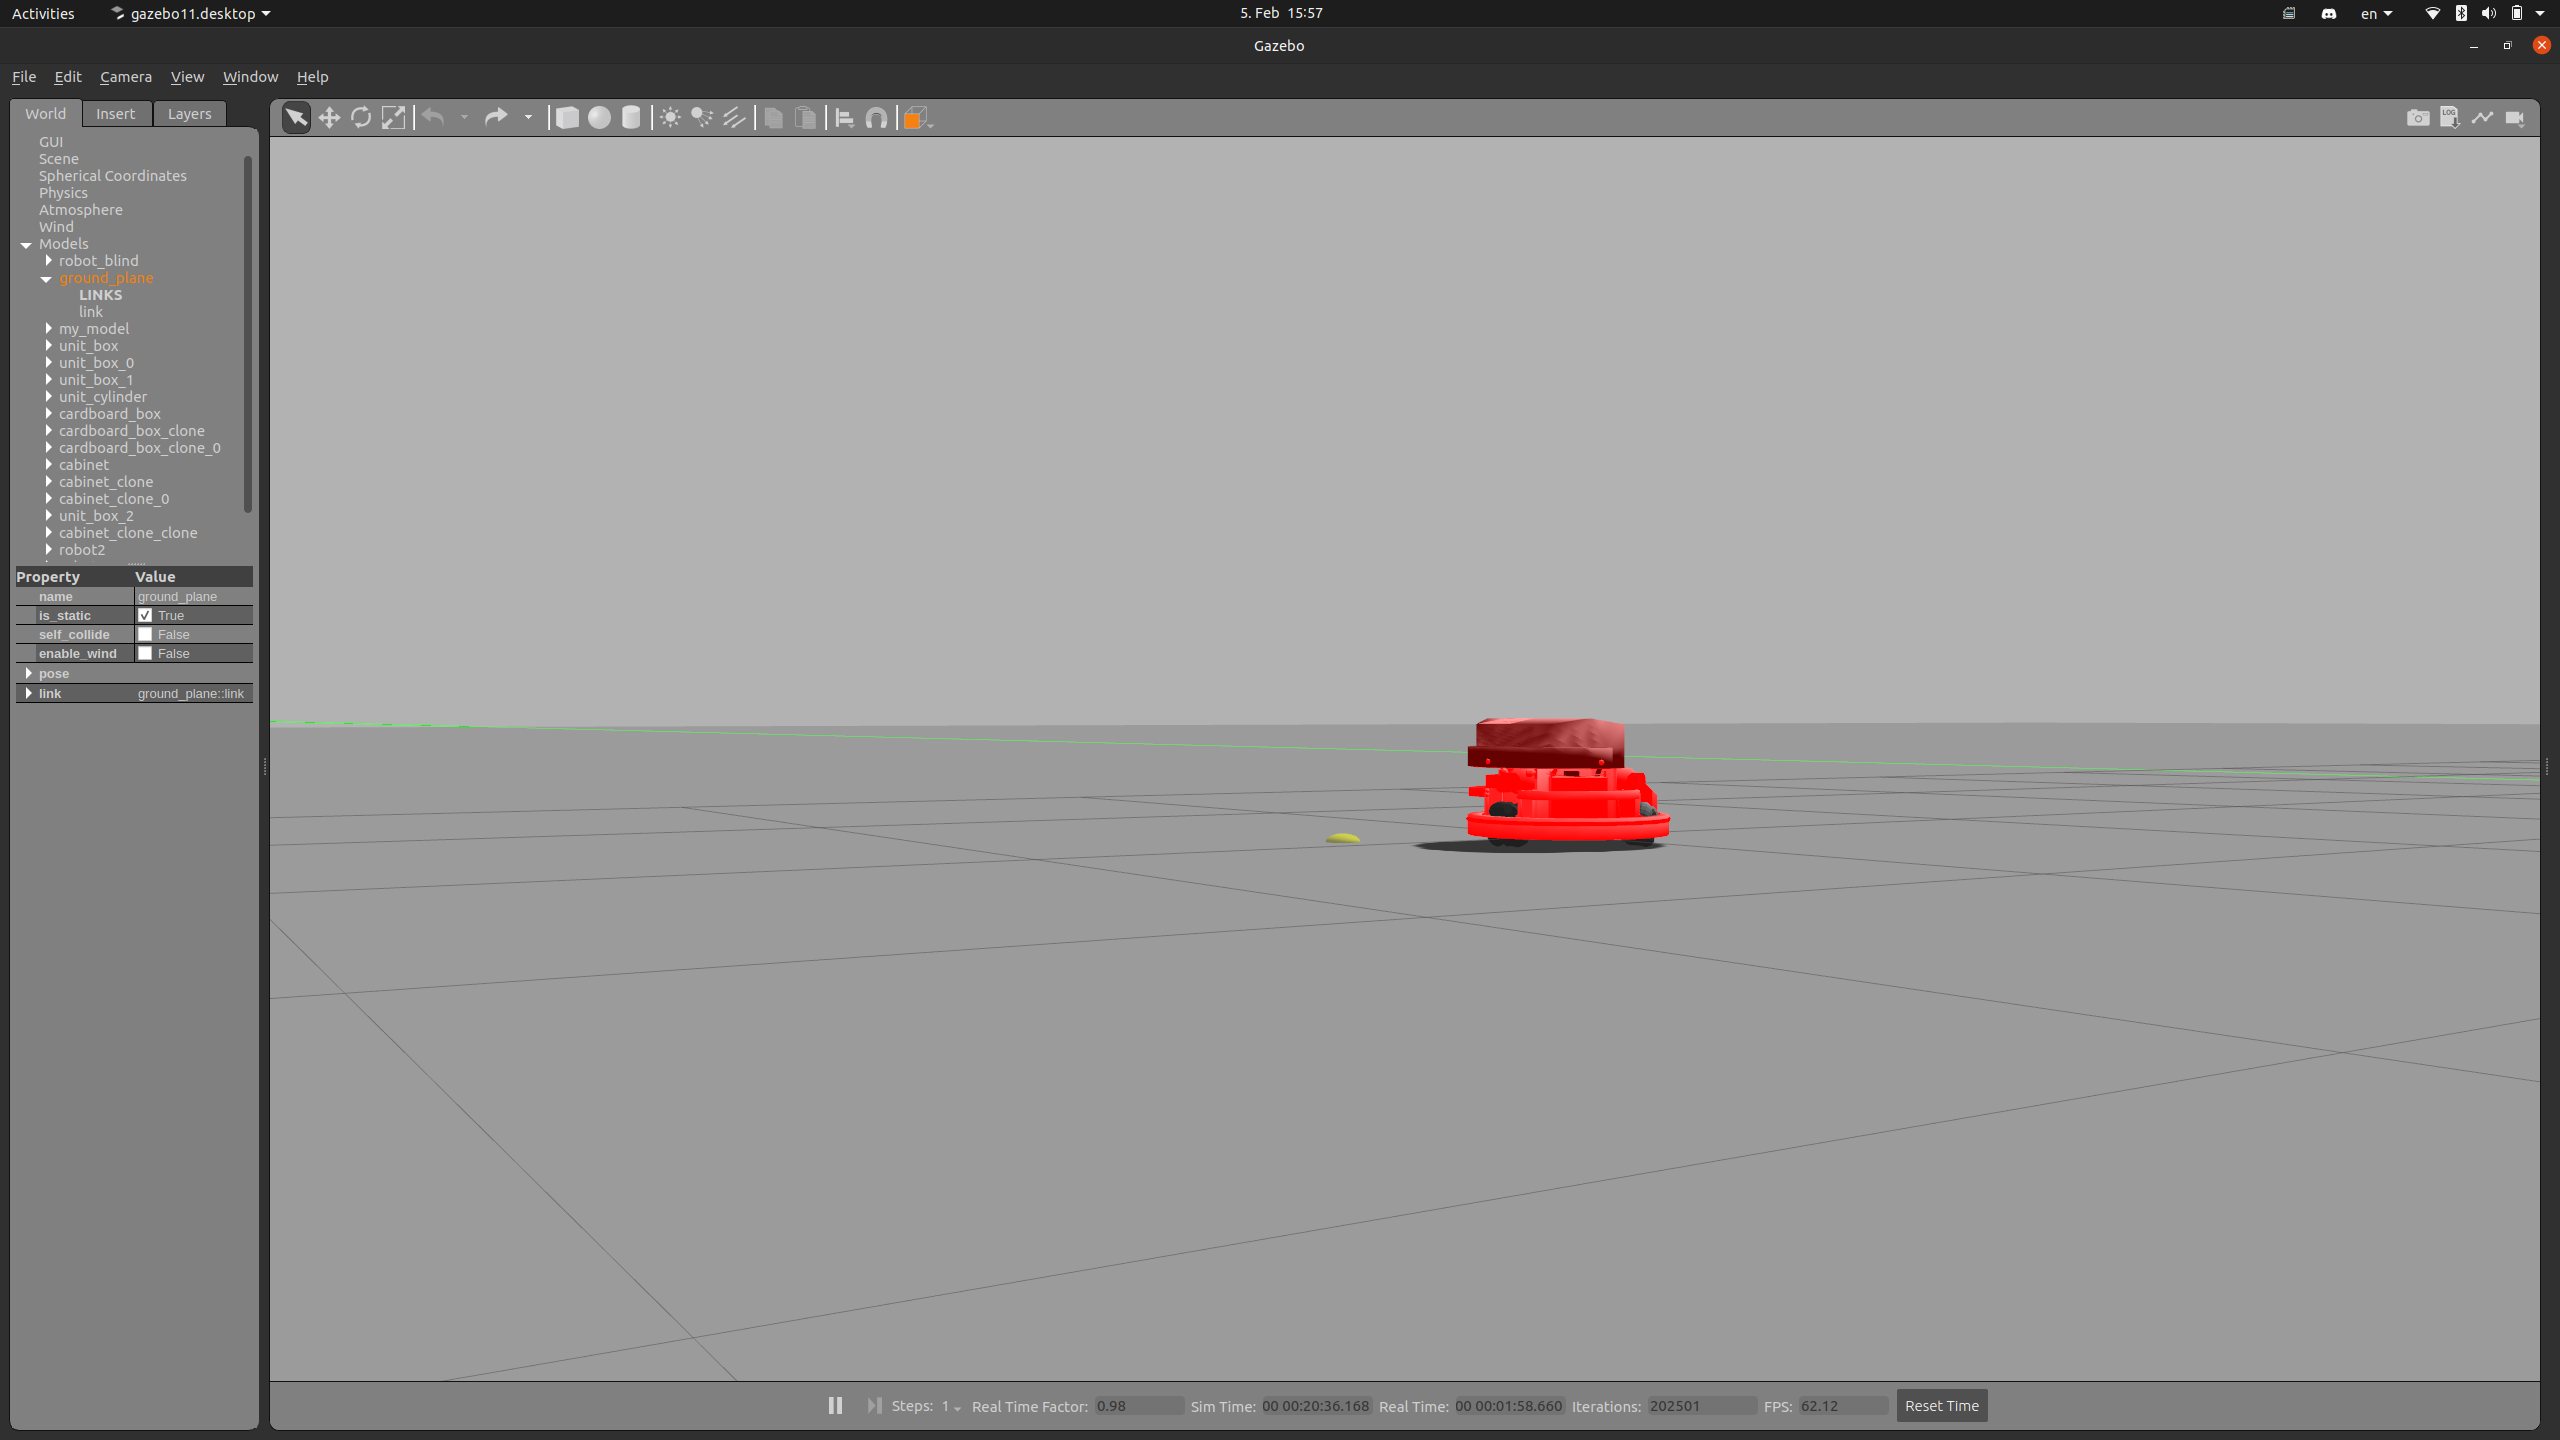 Activities gazebo11.desktop 5. Feb 15:57 en
Gazebo
File Edit Camera View Window Help
World Insert Layers
LOG
GUI
Scene
Spherical Coordinates
Physics
Atmosphere
Wind
Models
robot_blind
ground_plane
LINKS
link
my_model
unit_box
unit_box_0
unit_box_1
unit_cylinder
cardboard_box
cardboard_box_clone
cardboard_box_clone_0
cabinet
cabinet_clone
cabinet_clone_0
unit_box_2
cabinet_clone_clone
robot2
Property Value
name ground_plane
is_static True
self_collide False
enable_wind False
pose
link ground_plane::link
Steps: 1 Real Time Factor: 0.98 Sim Time: 00 00:20:36.168 Real Time: 00 00:01:58.660 Iterations: 202501 FPS: 62.12 Reset Time